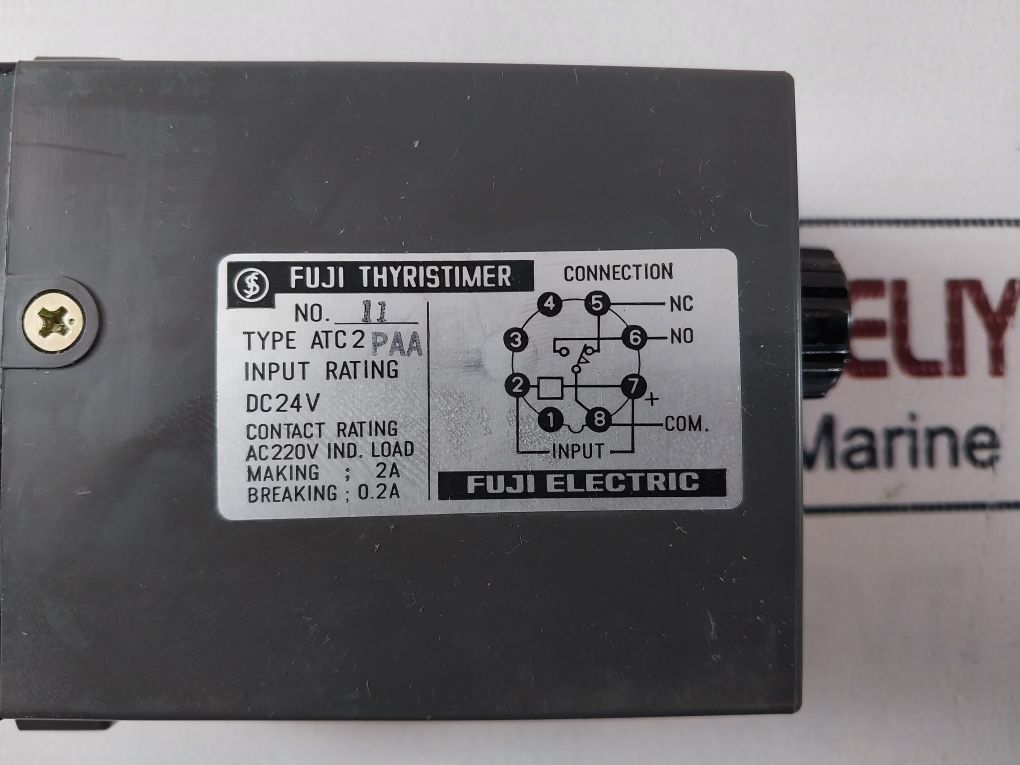 FUJI THYRISTIMER
NO. 11
TYPE ATC2 PAA
INPUT RATING
DC24V
CONTACT RATING
AC220V IND. LOAD
MAKING ; 2A
BREAKING ; 0.2A
CONNECTION
4 5 NC
3 6 NO
2 7 +
1 8 COM.
INPUT
FUJI ELECTRIC
ELIY
Marine